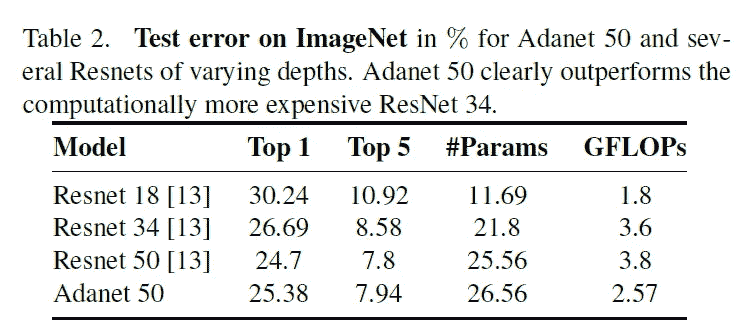 Table 2. Test error on ImageNet in % for Adanet 50 and sev-
eral Resnets of varying depths. Adanet 50 clearly outperforms the
computationally more expensive ResNet 34.
Model Top 1 Top 5 #Params GFLOPs
Resnet 18 [13] 30.24 10.92 11.69 1.8
Resnet 34 [13] 26.69 8.58 21.8 3.6
Resnet 50 [13] 24.7 7.8 25.56 3.8
Adanet 50 25.38 7.94 26.56 2.57